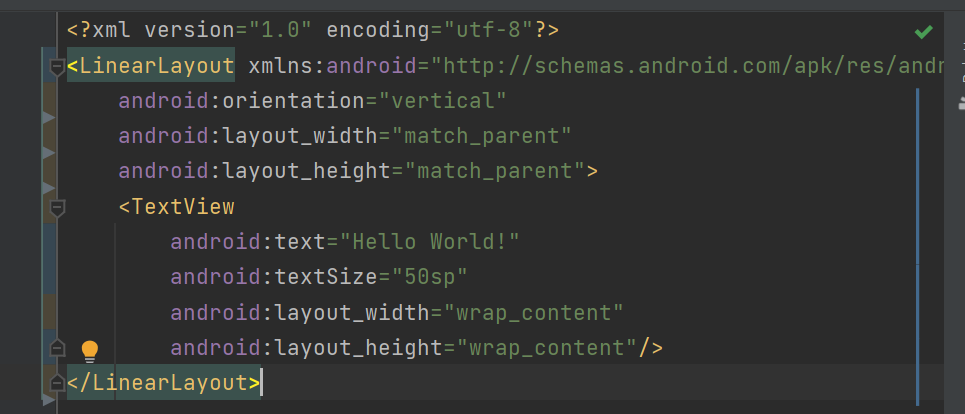 <?xml version="1.0" encoding="utf-8"?>
<LinearLayout xmlns:android="http://schemas.android.com/apk/res/andr
android:orientation="vertical"
android:layout_width="match_parent"
android:layout_height="match_parent">
<TextView
android:text="Hello World!"
android:textSize="50sp"
android:layout_width="wrap_content"
android:layout_height="wrap_content"/>
</LinearLayout>